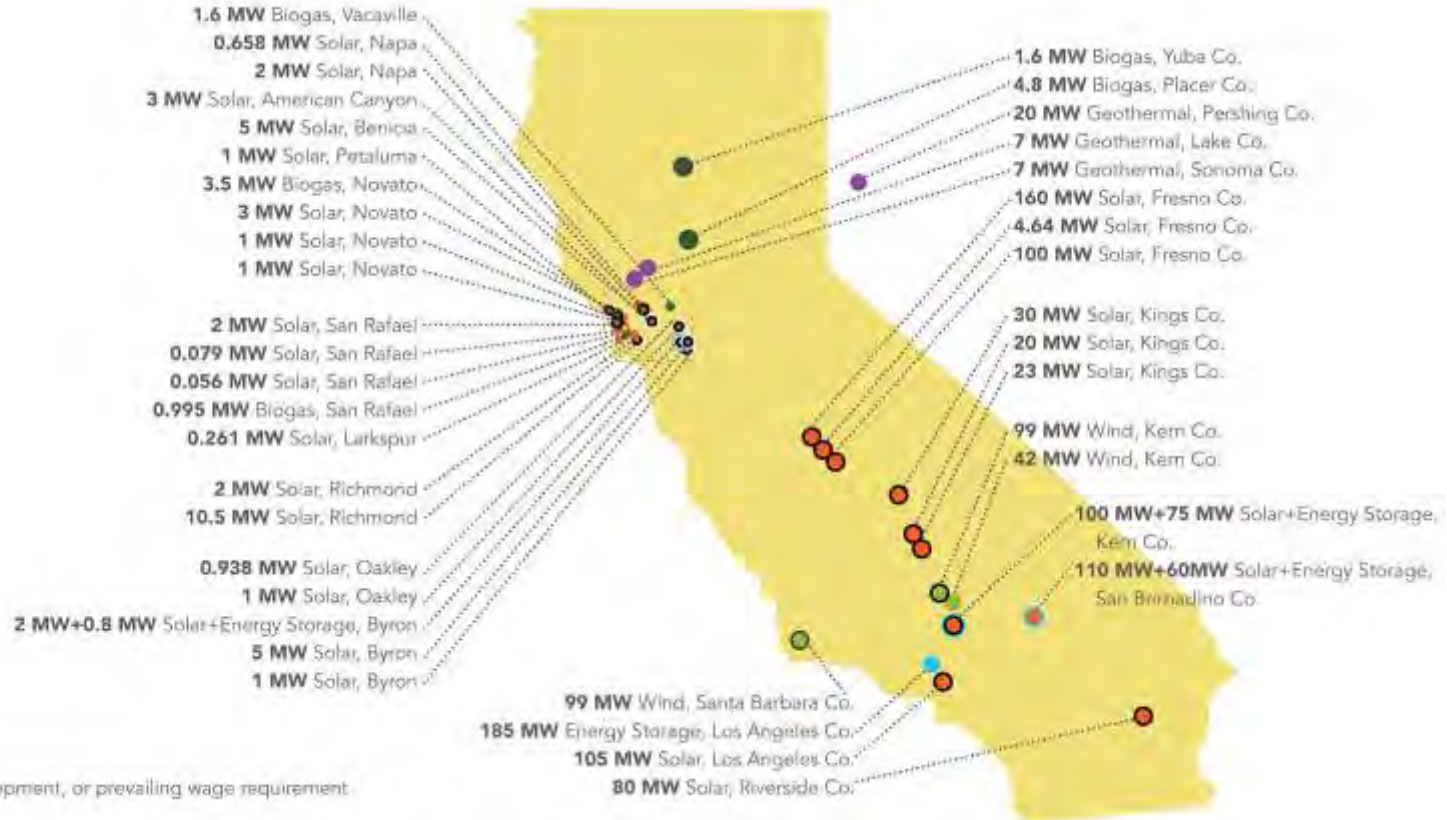 1.6 MW Biogas, Vacaville
0.658 MW Solar, Napa
2 MW Solar, Napa
3 MW Solar, American Canyon
5 MW Solar, Benicia
1 MW Solar, Petaluma
3.5 MW Biogas, Novato
3 MW Solar, Novato
1 MW Solar, Novato
1 MW Solar, Novato
2 MW Solar, San Rafael
0.079 MW Solar, San Rafael
0.056 MW Solar, San Rafael
0.995 MW Biogas, San Rafael
0.261 MW Solar, Larkspur
2 MW Solar, Richmond
10.5 MW Solar, Richmond
0.938 MW Solar, Oakley
1 MW Solar, Oakley
2 MW+0.8 MW Solar+Energy Storage, Byron
5 MW Solar, Byron
1 MW Solar, Byron
1.6 MW Biogas, Yuba Co.
4.8 MW Biogas, Placer Co.
20 MW Geothermal, Pershing Co.
7 MW Geothermal, Lake Co.
7 MW Geothermal, Sonoma Co.
160 MW Solar, Fresno Co.
4.64 MW Solar, Fresno Co.
100 MW Solar, Fresno Co.
30 MW Solar, Kings Co.
20 MW Solar, Kings Co.
23 MW Solar, Kings Co.
99 MW Wind, Kern Co.
42 MW Wind, Kern Co.
100 MW+75 MW Solar+Energy Storage,
Kern Co.
110 MW+60MW Solar+Energy Storage,
San Brrnadino Co.
99 MW Wind, Santa Barbara Co.
185 MW Energy Storage, Los Angeles Co.
105 MW Solar, Los Angeles Co.
80 MW Solar, Riverside Co.
opment, or prevailing wage requirement